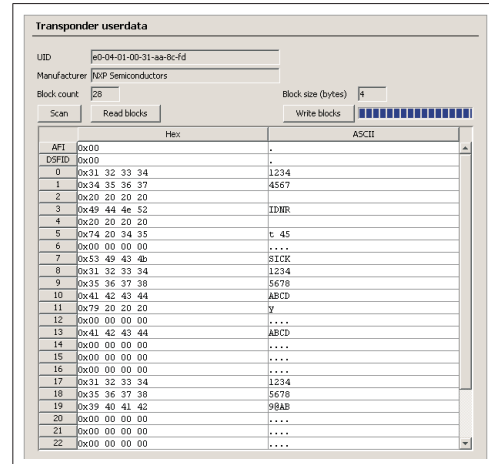 Transponder userdata
UID e0-04-01-00-31-aa-8c-fd
Manufacturer NXP Semiconductors
Block count 28 Block size (bytes) 4
Scan Read blocks Write blocks
Hex ASCII
AFI 0x00 .
DSFID 0x00 .
0 0x31 32 33 34 1234
1 0x34 35 36 37 4567
2 0x20 20 20 20
3 0x49 44 4e 52 IDNR
4 0x20 20 20 20
5 0x74 20 34 35 t 45
6 0x00 00 00 00 ....
7 0x53 49 43 4b SICK
8 0x31 32 33 34 1234
9 0x35 36 37 38 5678
10 0x41 42 43 44 ABCD
11 0x79 20 20 20 y
12 0x00 00 00 00 ....
13 0x41 42 43 44 ABCD
14 0x00 00 00 00 ....
15 0x00 00 00 00 ....
16 0x00 00 00 00 ....
17 0x31 32 33 34 1234
18 0x35 36 37 38 5678
19 0x39 40 41 42 9@AB
20 0x00 00 00 00 ....
21 0x00 00 00 00 ....
22 0x00 00 00 00 ....